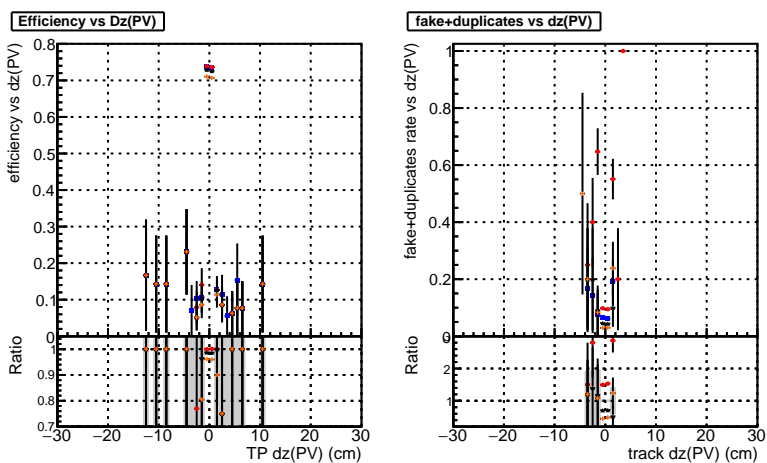 Efficiency vs Dz(PV)
efficiency vs dz(PV)
0.8
0.7
0.6
0.5
0.4
0.3
0.2
0.1
0
Ratio
1
0.9
0.8
0.7
−30 −20 −10 0 10 20 30
TP dz(PV) (cm)
fake+duplicates vs dz(PV)
fake+duplicates rate vs dz(PV)
1
0.8
0.6
0.4
0.2
0
Ratio
2
1
−30 −20 −10 0 10 20 30
track dz(PV) (cm)